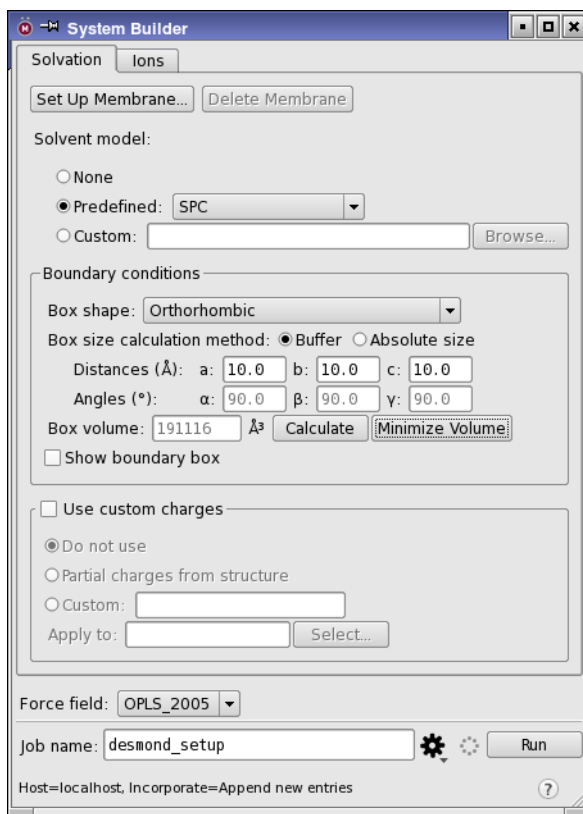 System Builder
Solvation Ions
Set Up Membrane... Delete Membrane
Solvent model:
None
Predefined: SPC
Custom: Browse...
Boundary conditions
Box shape: Orthorhombic
Box size calculation method: Buffer Absolute size
Distances (Å): a: 10.0 b: 10.0 c: 10.0
Angles (°): α: 90.0 β: 90.0 γ: 90.0
Box volume: 191116 Å³ Calculate Minimize Volume
Show boundary box
Use custom charges
Do not use
Partial charges from structure
Custom:
Apply to: Select...
Force field: OPLS_2005
Job name: desmond_setup Run
Host=localhost, Incorporate=Append new entries ?